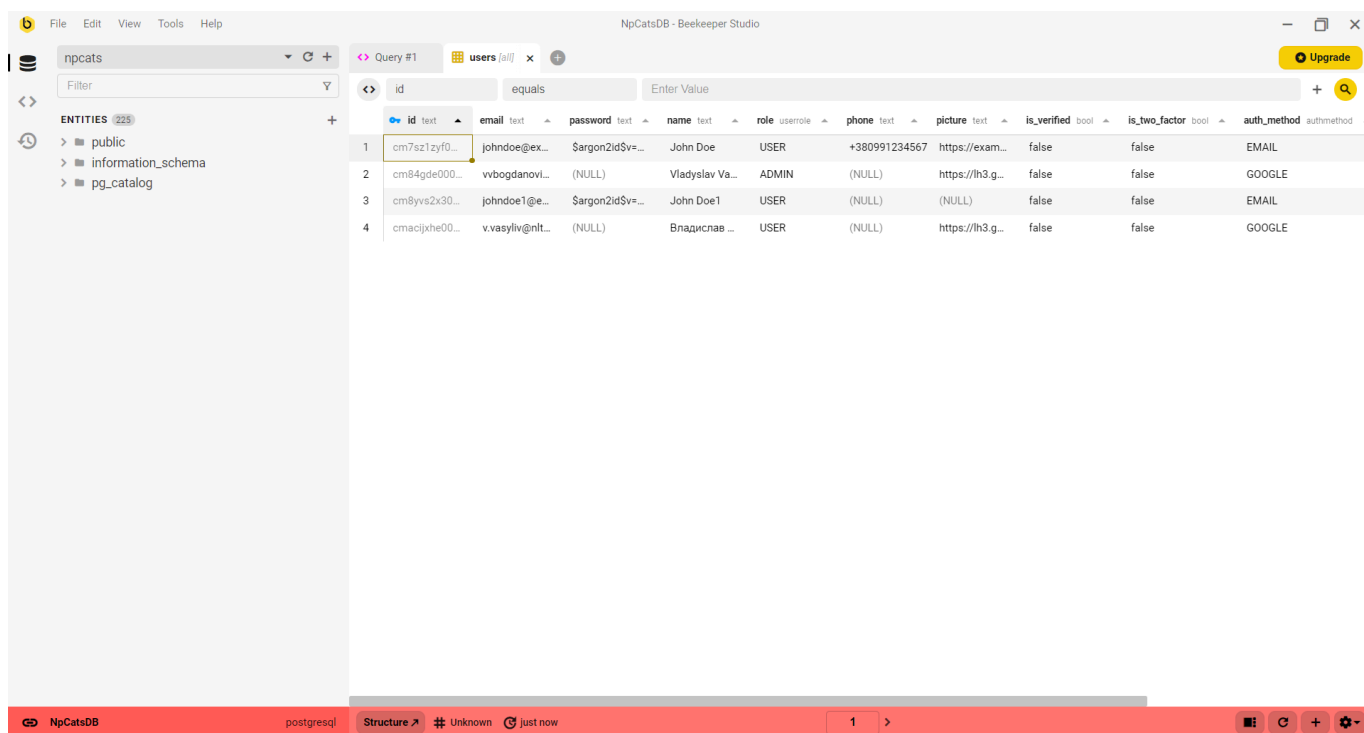 File Edit View Tools Help NpCatsDB - Beekeeper Studio
npcats
Filter
ENTITIES 225
public
information_schema
pg_catalog
Query #1 users [all] Upgrade
id equals Enter Value
id text email text password text name text role userrole phone text picture text is_verified bool is_two_factor bool auth_method authmethod
1 cm7sz1zyf0... johndoe@ex... $argon2id$v=... John Doe USER +380991234567 https://exam... false false EMAIL
2 cm84gde000... vvbogdanovi... (NULL) Vladyslav Va... ADMIN (NULL) https://lh3.g... false false GOOGLE
3 cm8yvs2x30... johndoe1@e... $argon2id$v=... John Doe1 USER (NULL) (NULL) false false EMAIL
4 cmacijxhe00... v.vasyliv@nlt... (NULL) Владислав ... USER (NULL) https://lh3.g... false false GOOGLE
NpCatsDB postgresql Structure Unknown just now 1